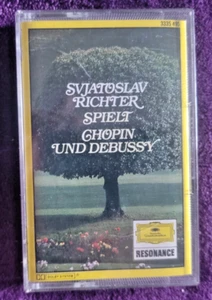 SVJATOSLAV
RICHTER
SPIELT
CHOPIN
UND DEBUSSY
RESONANCE